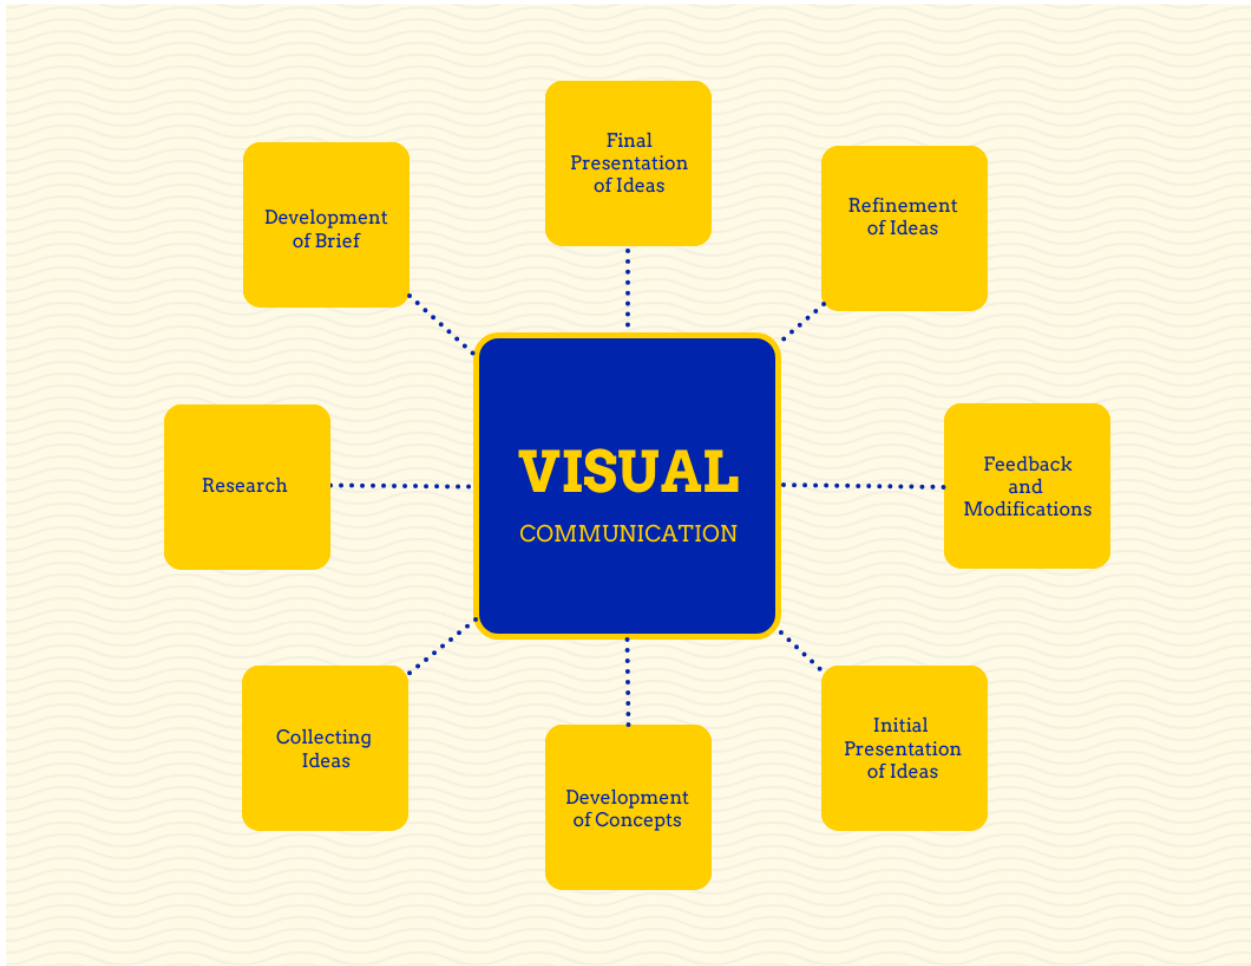 Final
Presentation
of Ideas
Development
of Brief
Refinement
of Ideas
Research
VISUAL
COMMUNICATION
Feedback
and
Modifications
Collecting
Ideas
Development
of Concepts
Initial
Presentation
of Ideas